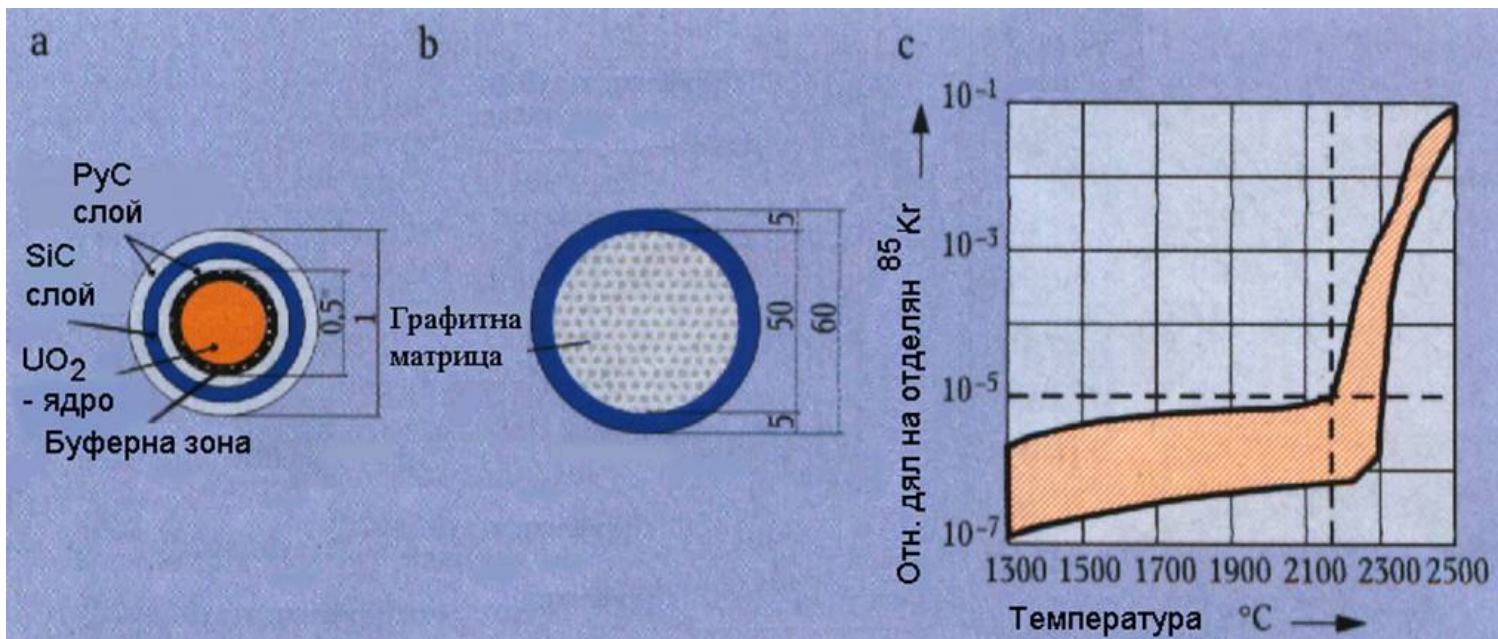 a
PyC
слой
SiC
слой
UO₂
- ядро
Буферна зона
0.5
1
b
Графитна
матрица
5
50
60
5
c
Отн. дял на отделян ⁸⁵Kr
10⁻¹
10⁻³
10⁻⁵
10⁻⁷
1300 1500 1700 1900 2100 2300 2500
Температура °C